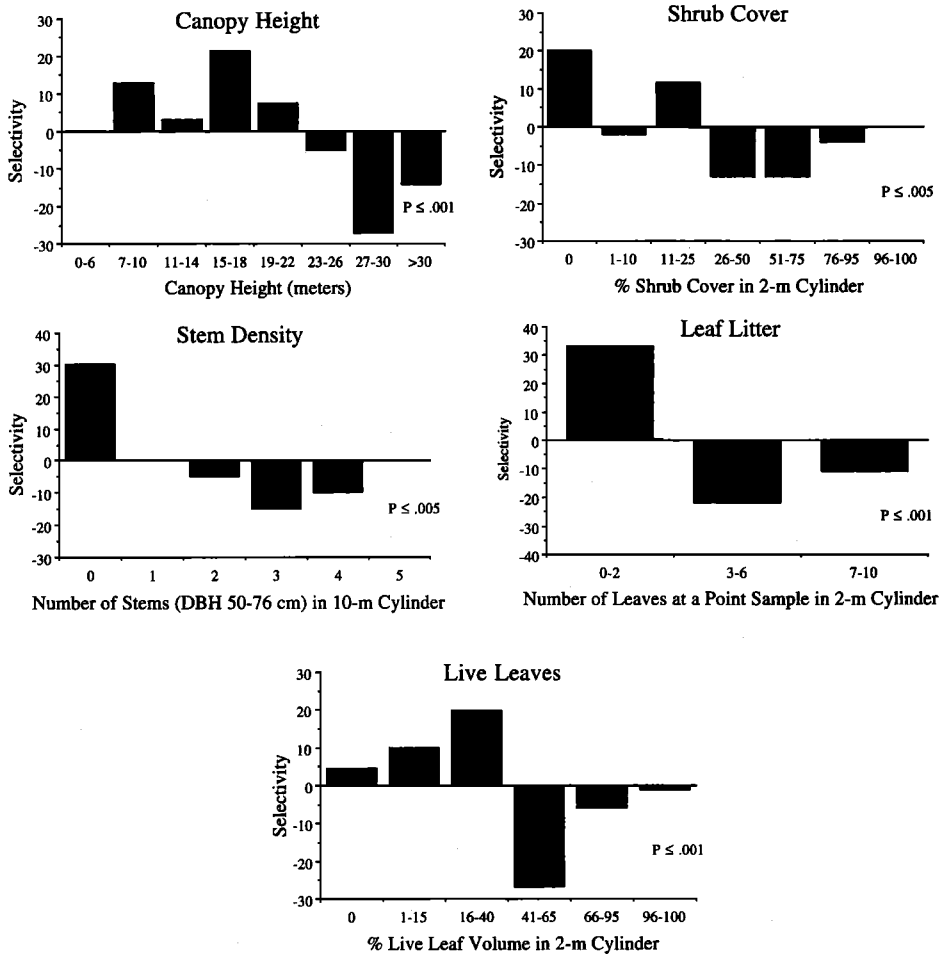 Canopy Height
30
20
10
0
-10
-20
-30
Selectivity
P ≤ .001
0-6 7-10 11-14 15-18 19-22 23-26 27-30 >30
Canopy Height (meters)
Shrub Cover
30
20
10
0
-10
-20
-30
Selectivity
P ≤ .005
0 1-10 11-25 26-50 51-75 76-95 96-100
% Shrub Cover in 2-m Cylinder
Stem Density
40
30
20
10
0
-10
-20
-30
Selectivity
P ≤ .005
0 1 2 3 4 5
Number of Stems (DBH 50-76 cm) in 10-m Cylinder
Leaf Litter
40
30
20
10
0
-10
-20
-30
-40
Selectivity
P ≤ .001
0-2 3-6 7-10
Number of Leaves at a Point Sample in 2-m Cylinder
Live Leaves
30
20
10
0
-10
-20
-30
Selectivity
P ≤ .001
0 1-15 16-40 41-65 66-95 96-100
% Live Leaf Volume in 2-m Cylinder